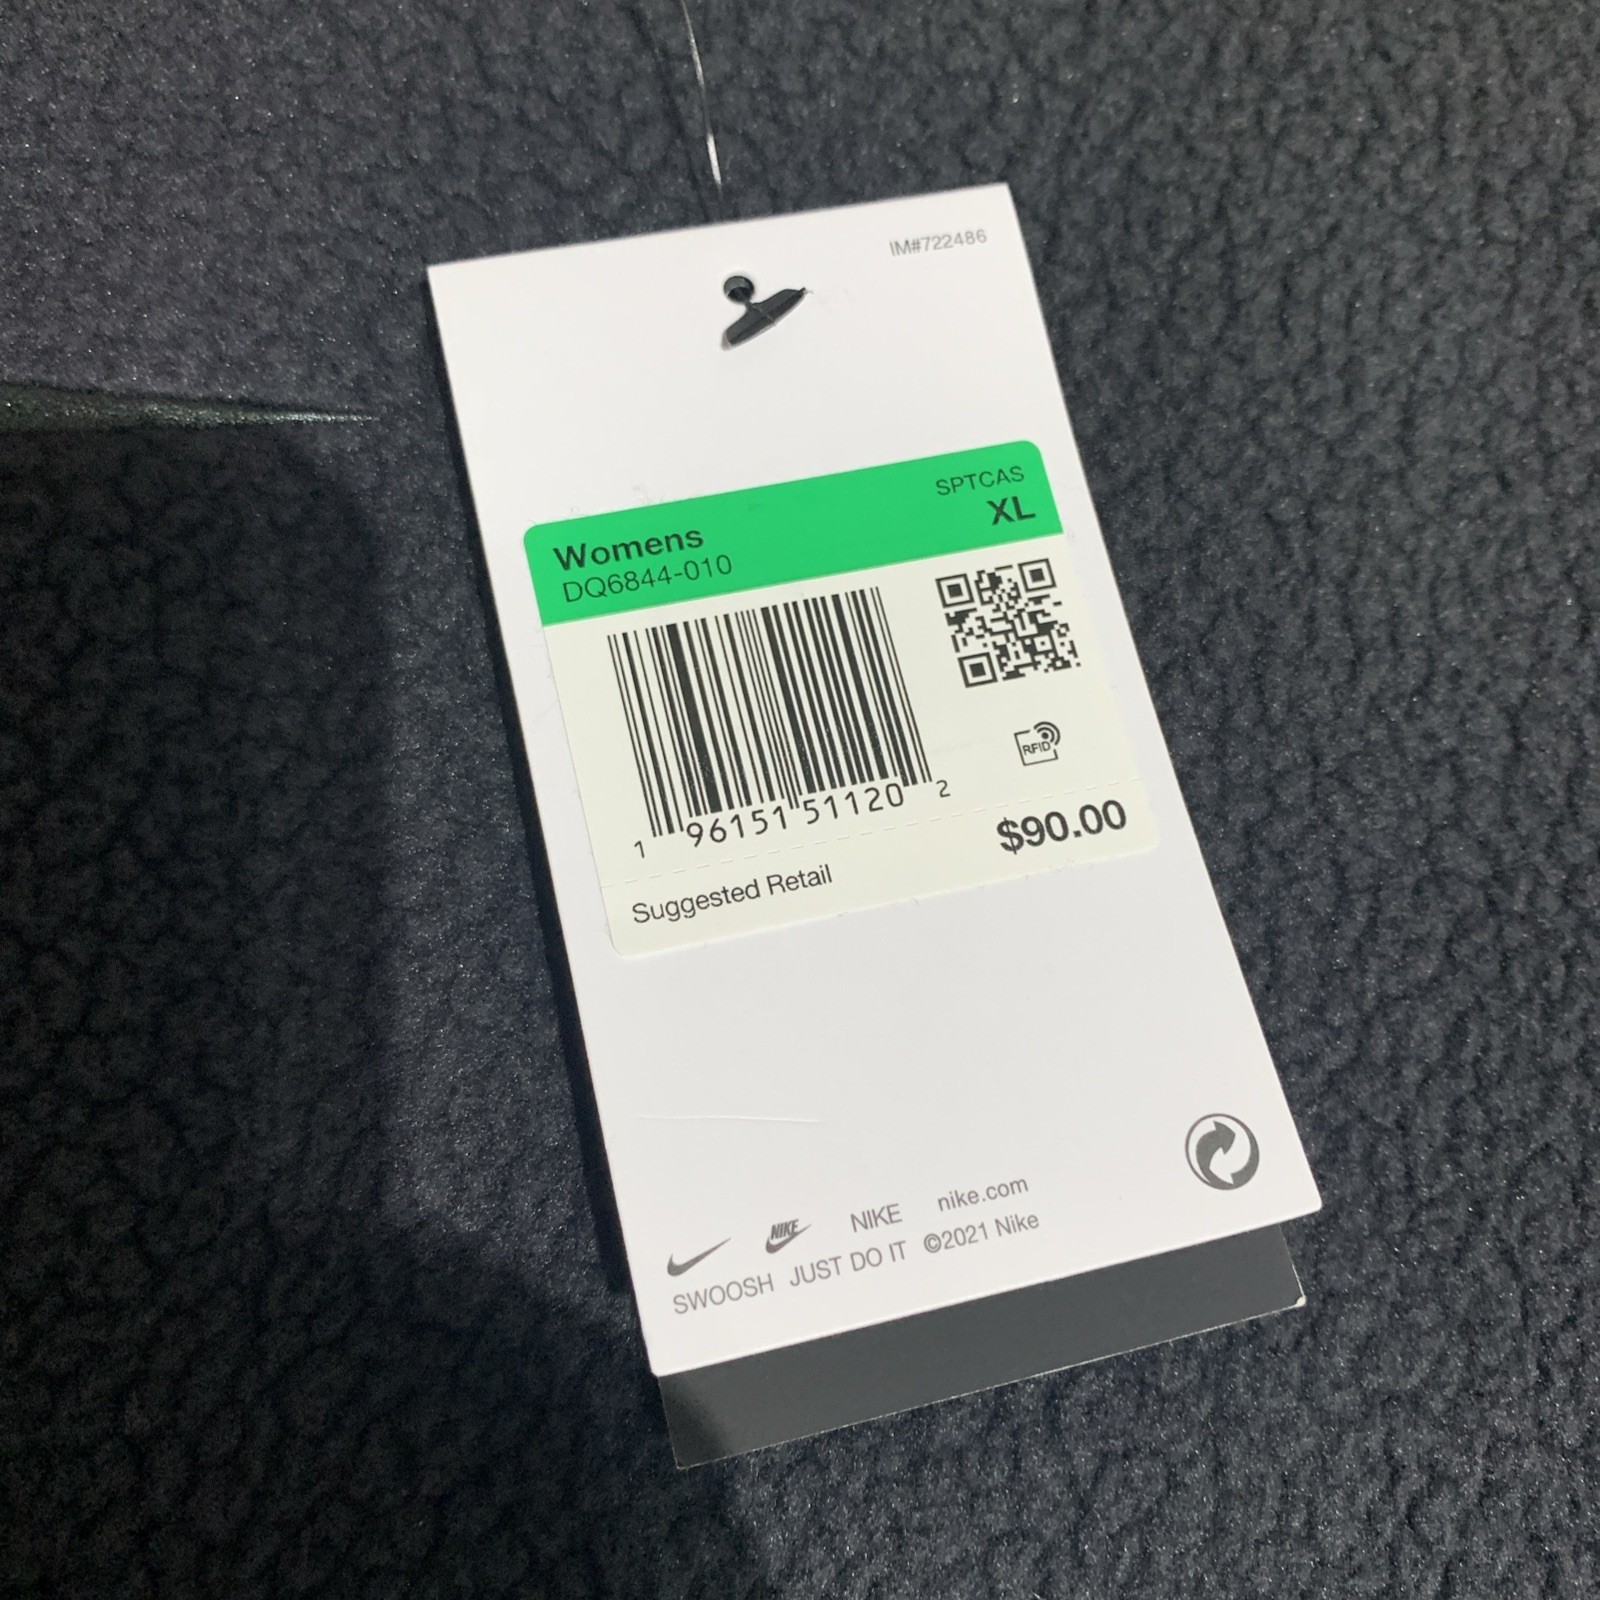 IM#722486
SPTCAS
Womens XL
DQ6844-010
RFID
1 96151 51120 2
$90.00
Suggested Retail
NIKE NIKE nike.com
SWOOSH JUST DO IT ©2021 Nike